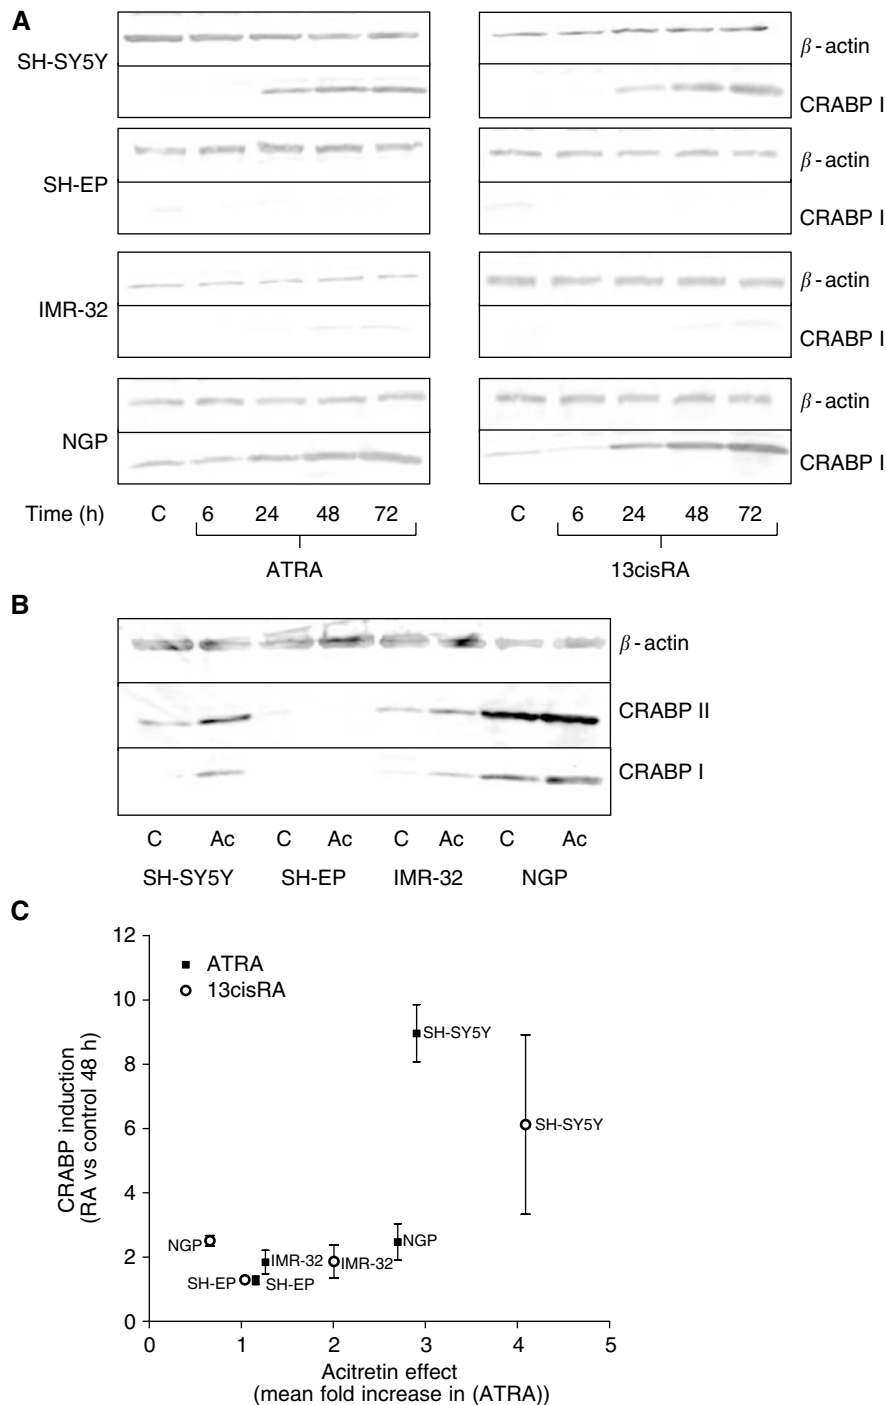 A
SH-SY5Y
β-actin
CRABP I
SH-EP
β-actin
CRABP I
IMR-32
β-actin
CRABP I
NGP
β-actin
CRABP I
Time (h) C 6 24 48 72 C 6 24 48 72
ATRA 13cisRA
B
β-actin
CRABP II
CRABP I
C Ac C Ac C Ac C Ac
SH-SY5Y SH-EP IMR-32 NGP
C
12
10
8
6
4
2
0
CRABP induction
(RA vs control 48 h)
ATRA
13cisRA
SH-SY5Y
SH-SY5Y
NGP
NGP
IMR-32
IMR-32
SH-EP
SH-EP
0 1 2 3 4 5
Acitretin effect
(mean fold increase in (ATRA))